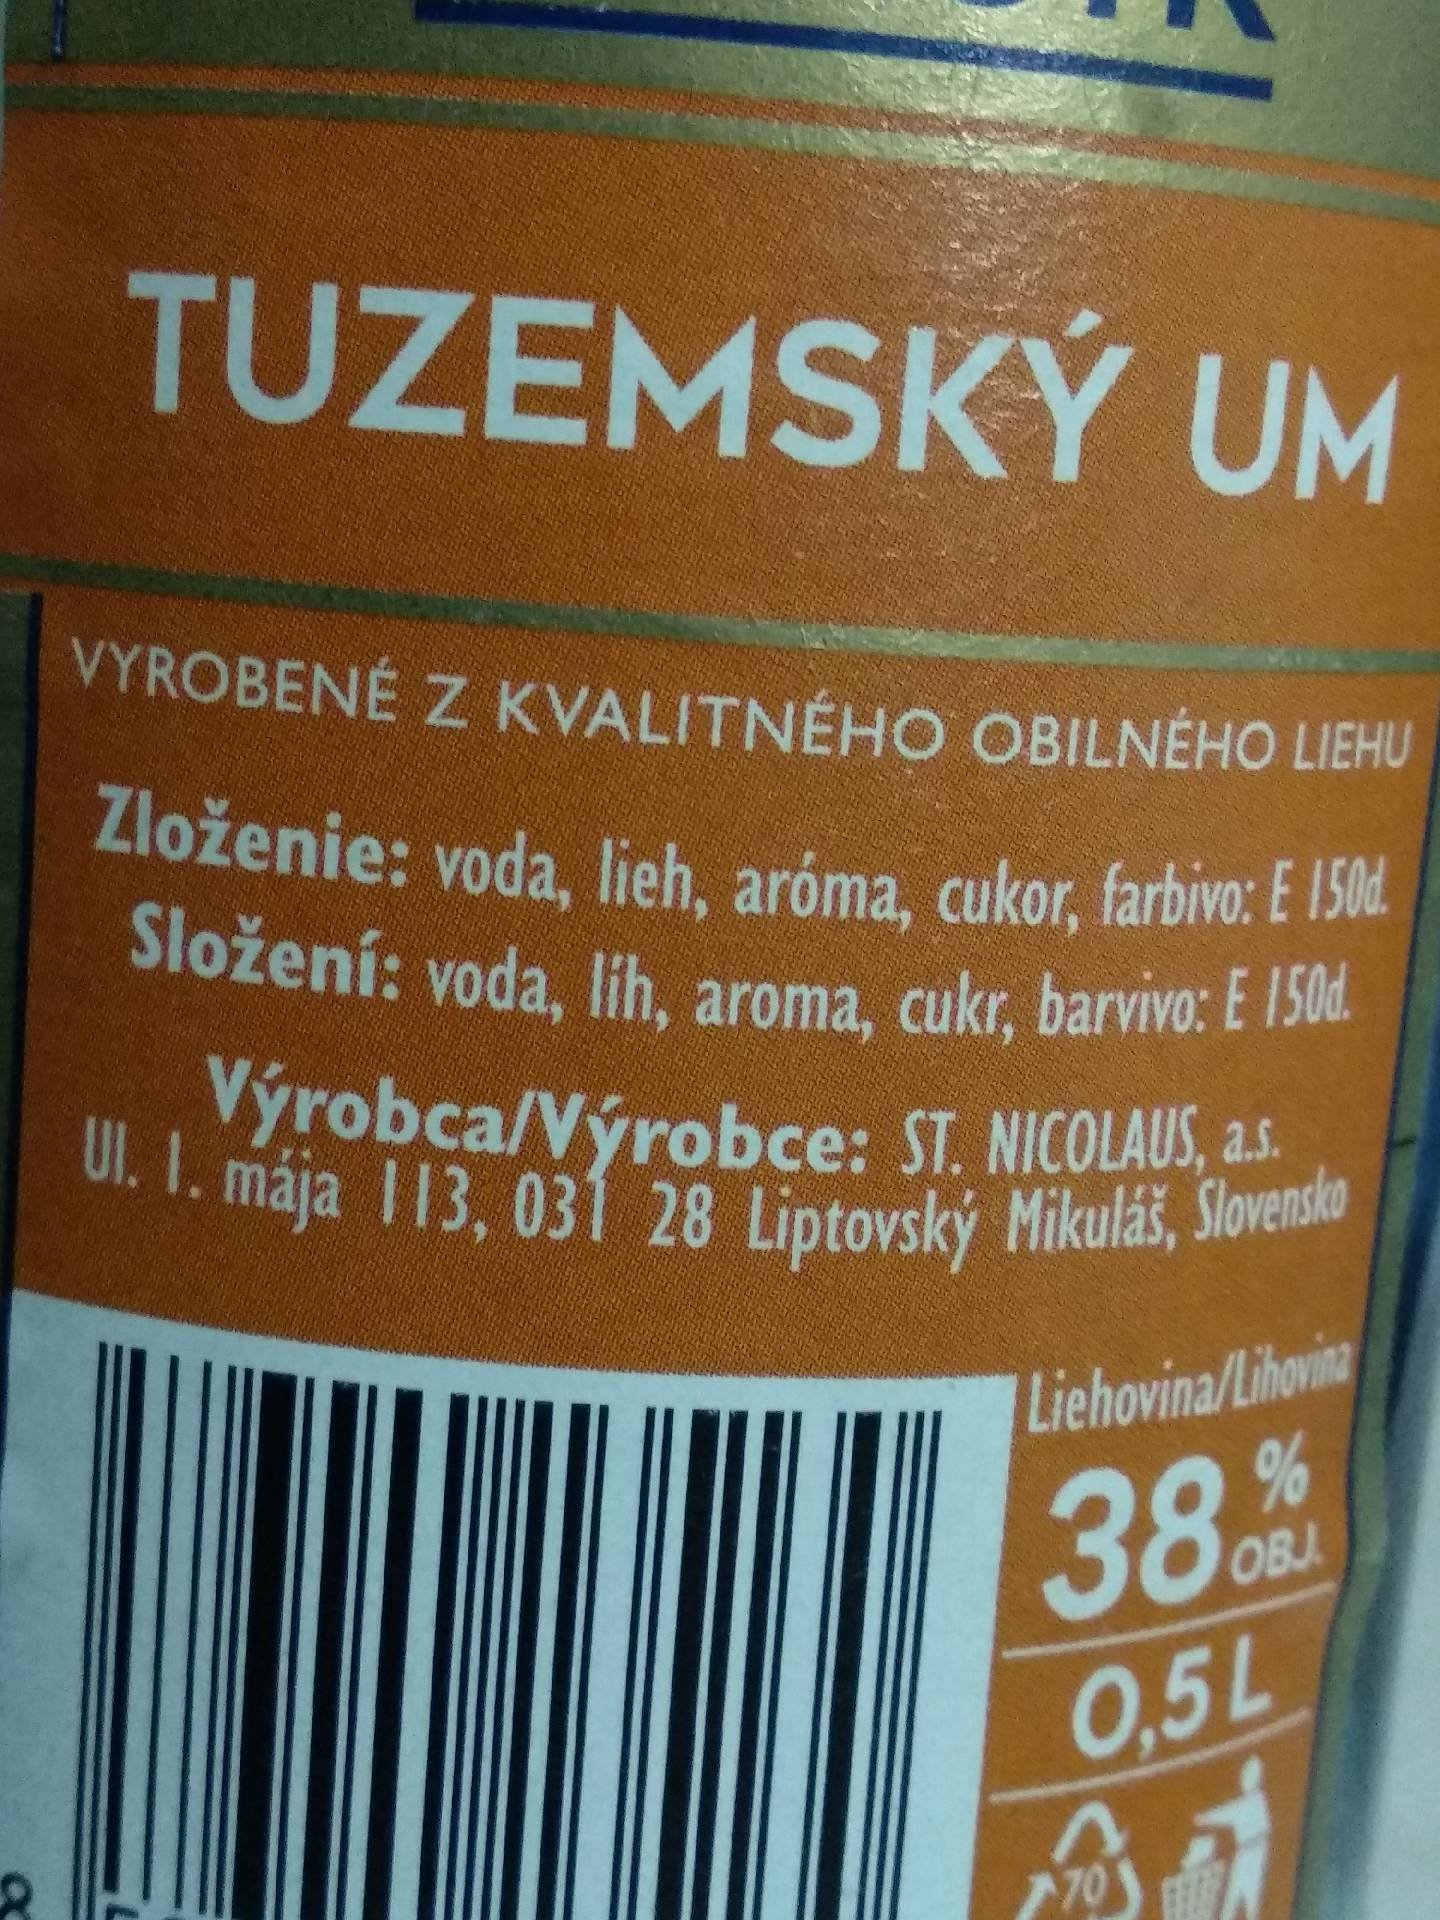 TUZEMSKÝ UM
VYROBENÉ Z KVALITNÉHO OBILNÉHO LIEHU
Zloženie: voda, lieh, aróma, cukor, farbivo: E 150d.
Složení: voda, líh, aroma, cukr, barvivo: E 150d.
Výrobca/Výrobce: ST. NICOLAUS, a.s.
Ul. 1. mája 113, 031 28 Liptovský Mikuláš, Slovensko
Liehovina/Lihovina
38 % OBJ.
0,5 L
70
8